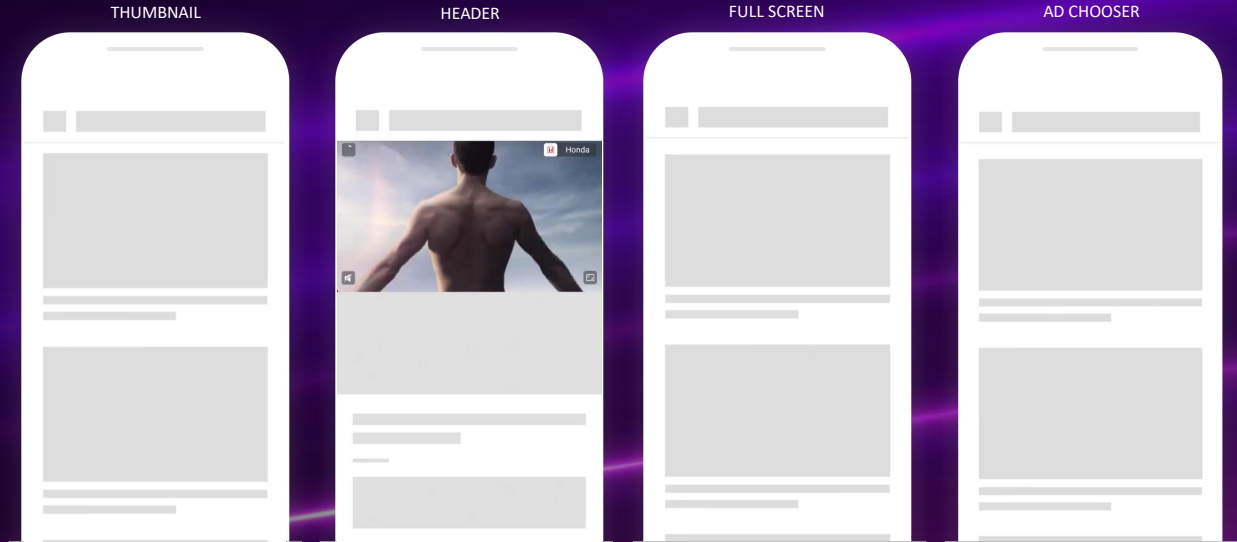 THUMBNAIL
HEADER
FULL SCREEN
AD CHOOSER
Honda